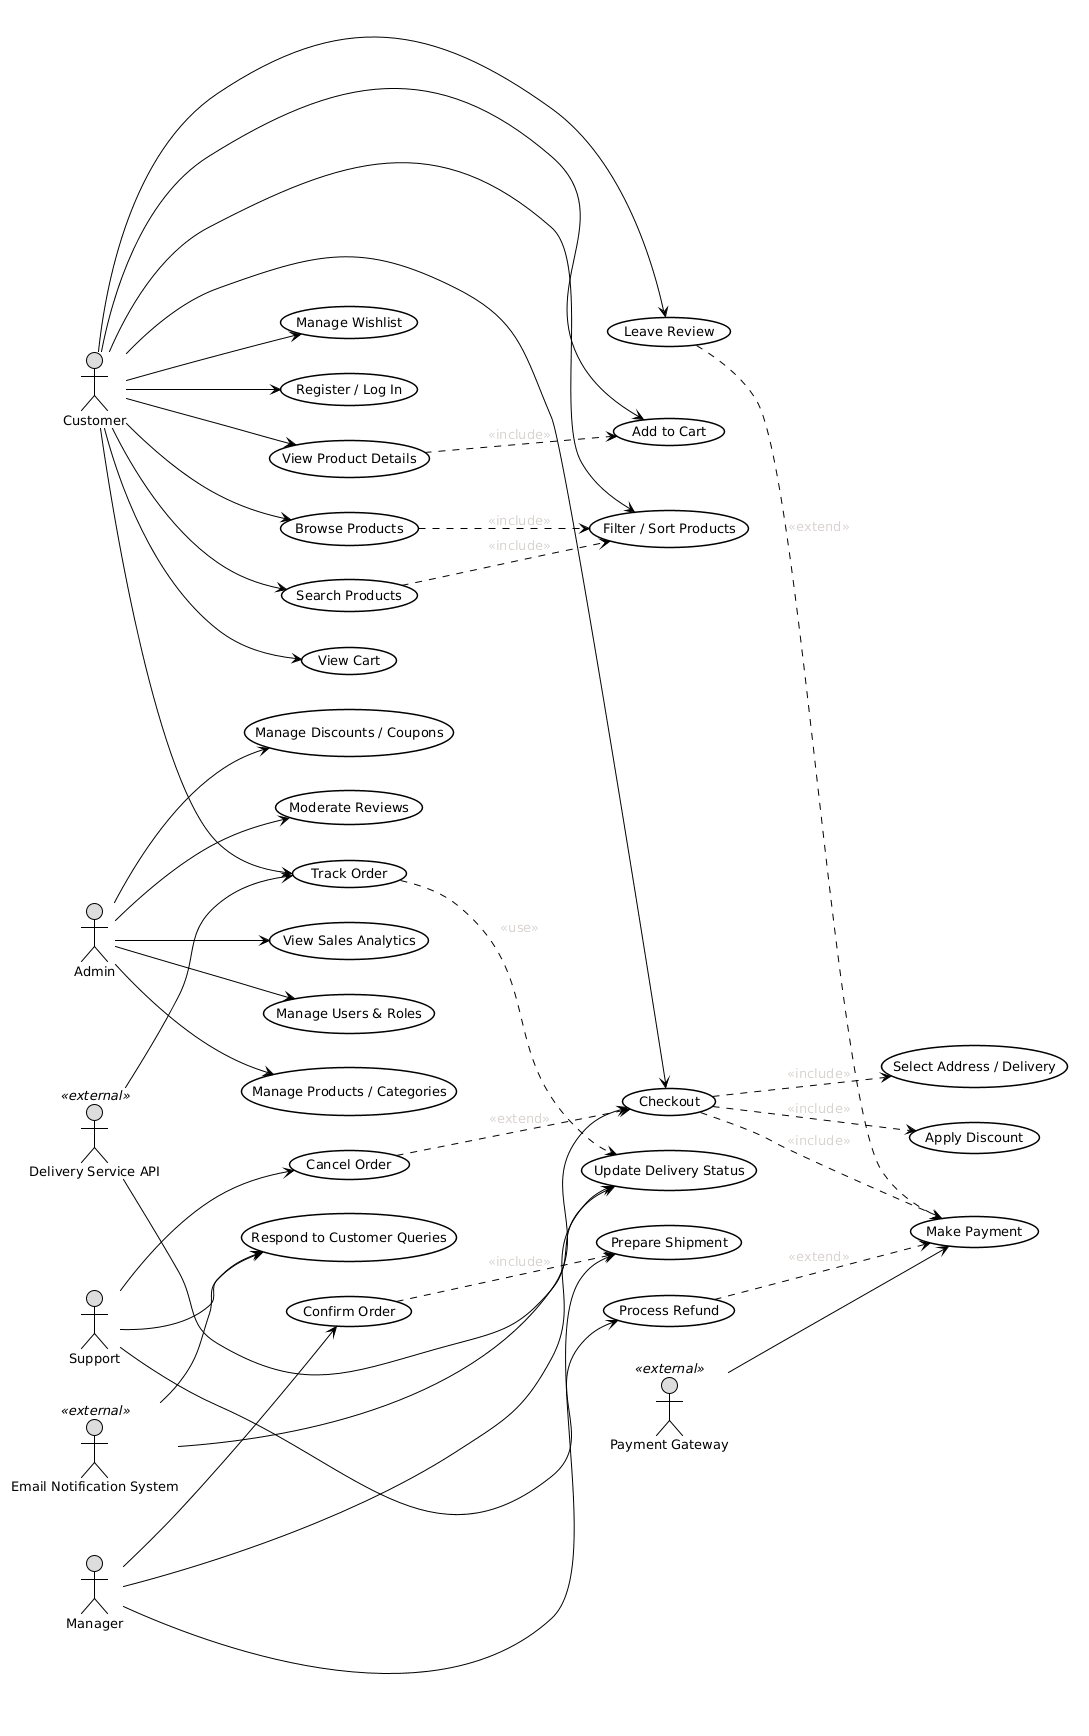 Manage Wishlist
Leave Review
Customer
Register / Log In
Add to Cart
«include»
View Product Details
«include»
Browse Products
Filter / Sort Products
«extend»
«include»
Search Products
View Cart
Manage Discounts / Coupons
Moderate Reviews
Track Order
«use»
View Sales Analytics
Admin
Manage Users & Roles
Select Address / Delivery
«include»
Manage Products / Categories
«external»
Checkout
«include»
«extend»
Apply Discount
«include»
Cancel Order
Delivery Service API
Update Delivery Status
Make Payment
Respond to Customer Queries
Prepare Shipment
«include»
«extend»
Confirm Order
Process Refund
Support
«external»
Payment Gateway
«external»
Email Notification System
Manager